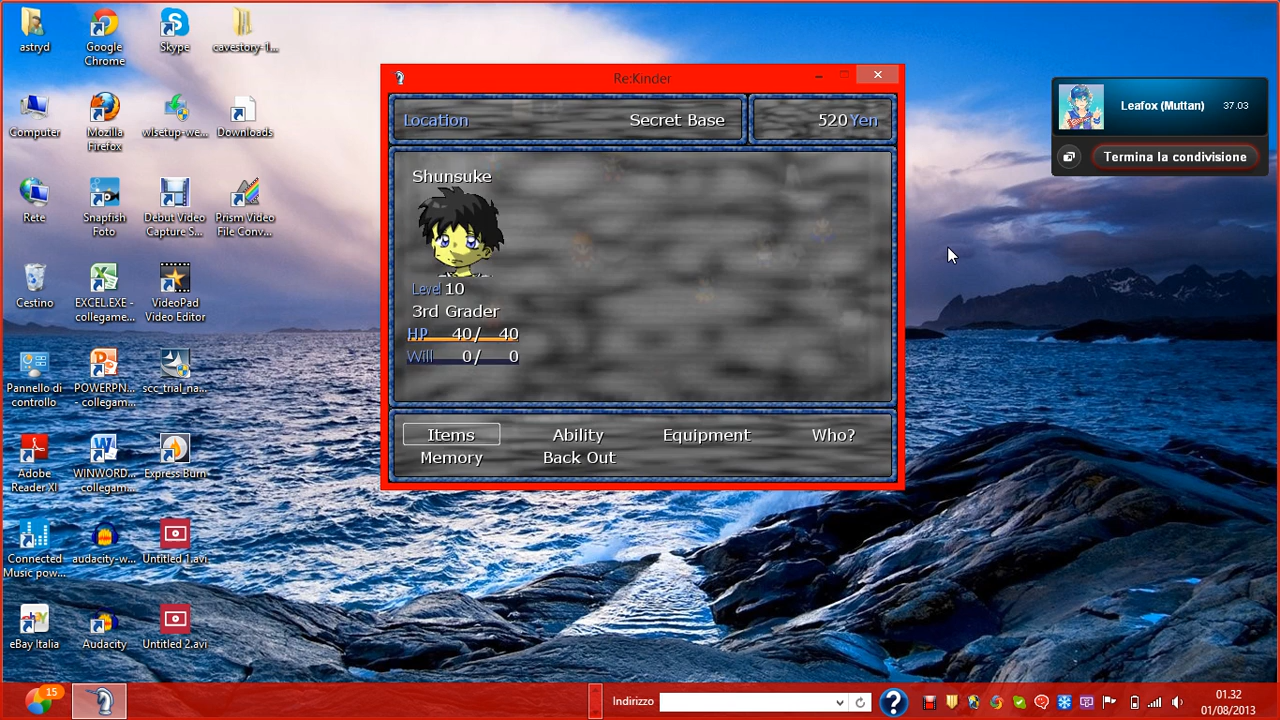 astryd
Google Chrome
Skype
cavestory-1...
Computer
Mozilla Firefox
wlsetup-we...
Downloads
Rete
Snapfish Foto
Debut Video Capture S...
Prism Video File Conv...
Cestino
EXCEL.EXE - collegame...
VideoPad Video Editor
Pannello di controllo
POWERPN... - collegam...
scc_trial_na...
Adobe Reader XI
WINWORD... collegam...
Express Burn
Connected Music pow...
audacity-w...
Untitled 1.avi
eBay Italia
Audacity
Untitled 2.avi
Re:Kinder
Location Secret Base
520 Yen
Shunsuke
Level 10
3rd Grader
HP 40/ 40
Will 0/ 0
Items Ability Equipment Who?
Memory Back Out
Leafox (Muttan) 37.03
Termina la condivisione
15
Indirizzo
01.32
01/08/2013